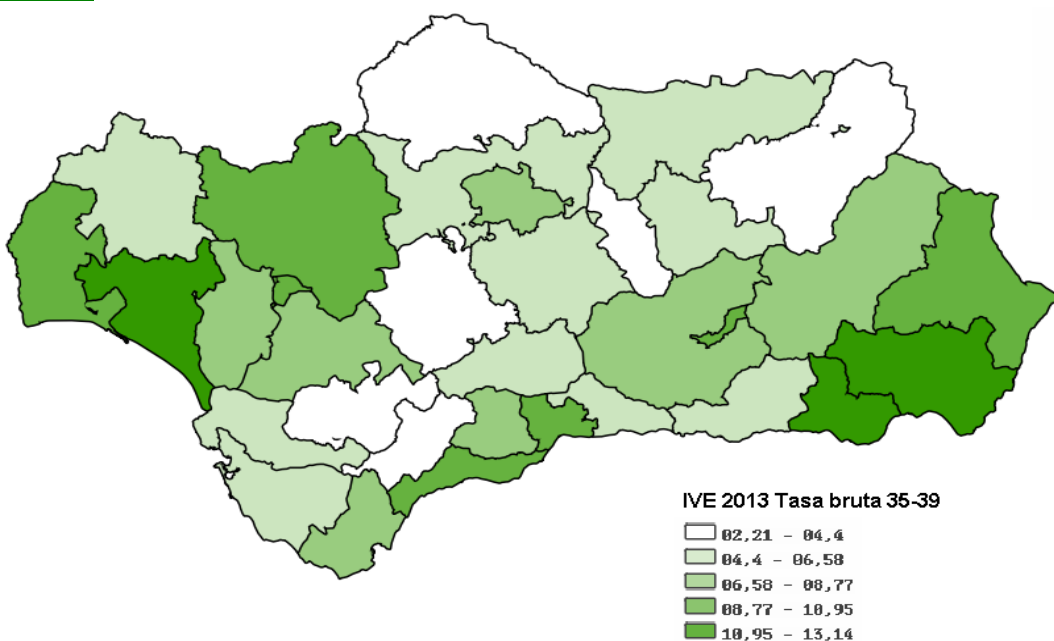 IVE 2013 Tasa bruta 35-39
02,21 - 04,4
04,4 - 06,58
06,58 - 08,77
08,77 - 10,95
10,95 - 13,14